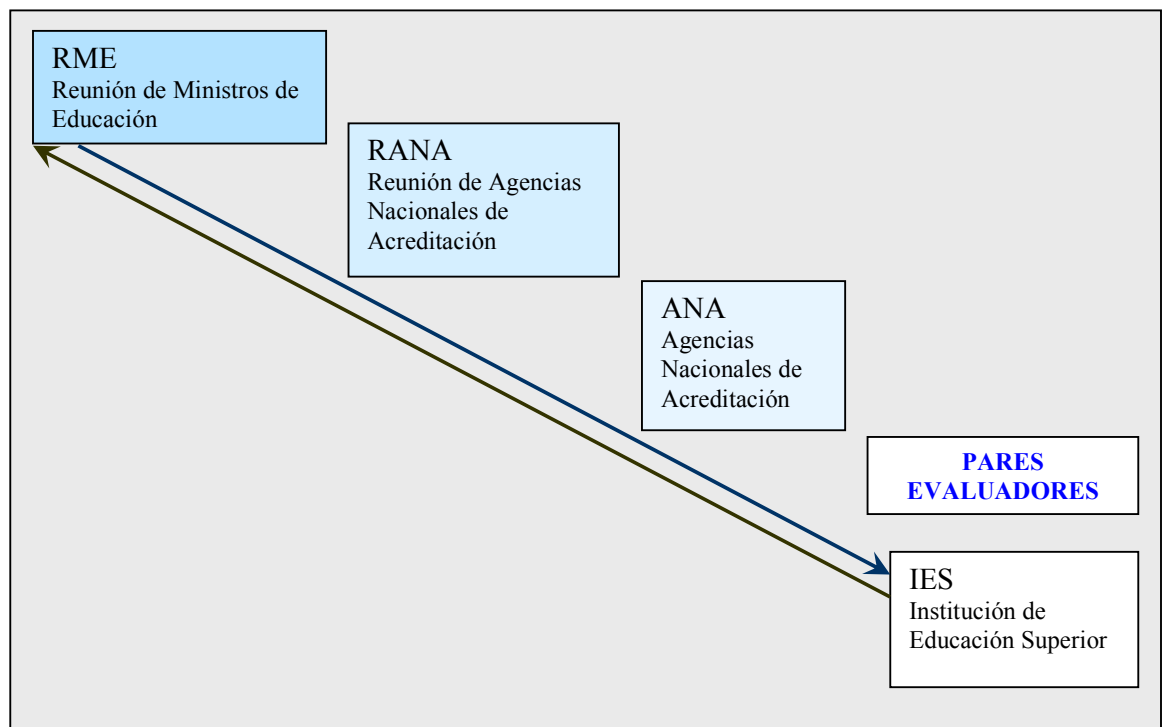 RME
Reunión de Ministros de
Educación
RANA
Reunión de Agencias
Nacionales de
Acreditación
ANA
Agencias
Nacionales de
Acreditación
PARES
EVALUADORES
IES
Institución de
Educación Superior